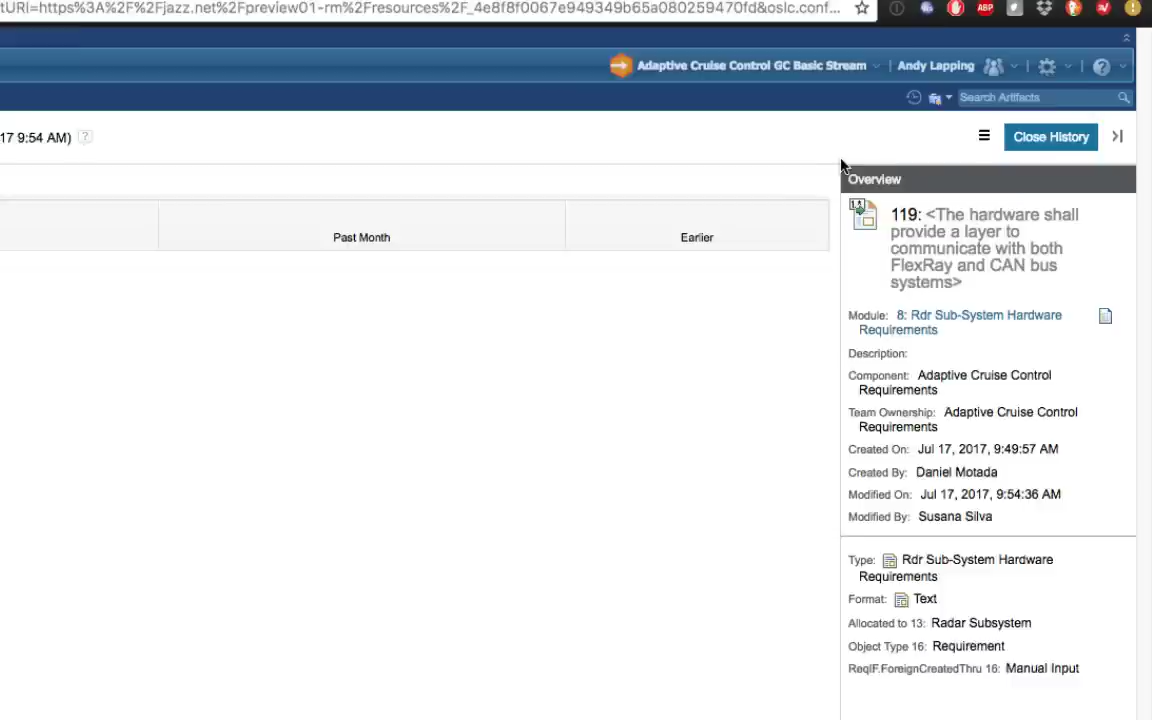 tURI=https%3A%2F%2Fjazz.net%2Fpreview01-rm%2Fresources%2F_4e8f8f0067e949349b65a080259470fd&oslc.conf...
ABP
Adaptive Cruise Control GC Basic Stream
Andy Lapping
Search Artifacts
17 9:54 AM) ?
Close History
Overview
119: <The hardware shall
provide a layer to
communicate with both
FlexRay and CAN bus
systems>
Past Month
Earlier
Module: 8: Rdr Sub-System Hardware
Requirements
Description:
Component: Adaptive Cruise Control
Requirements
Team Ownership: Adaptive Cruise Control
Requirements
Created On: Jul 17, 2017, 9:49:57 AM
Created By: Daniel Motada
Modified On: Jul 17, 2017, 9:54:36 AM
Modified By: Susana Silva
Type: Rdr Sub-System Hardware
Requirements
Format: Text
Allocated to 13: Radar Subsystem
Object Type 16: Requirement
ReqIF.ForeignCreatedThru 16: Manual Input